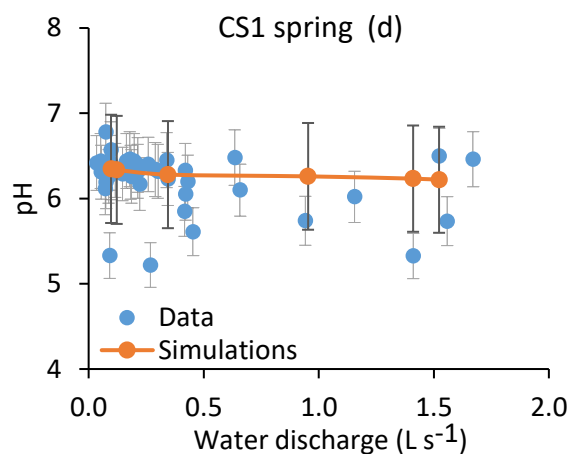 CS1 spring (d)
8
7
6
5
4
pH
Data
Simulations
0.0 0.5 1.0 1.5 2.0
Water discharge (L s-1)